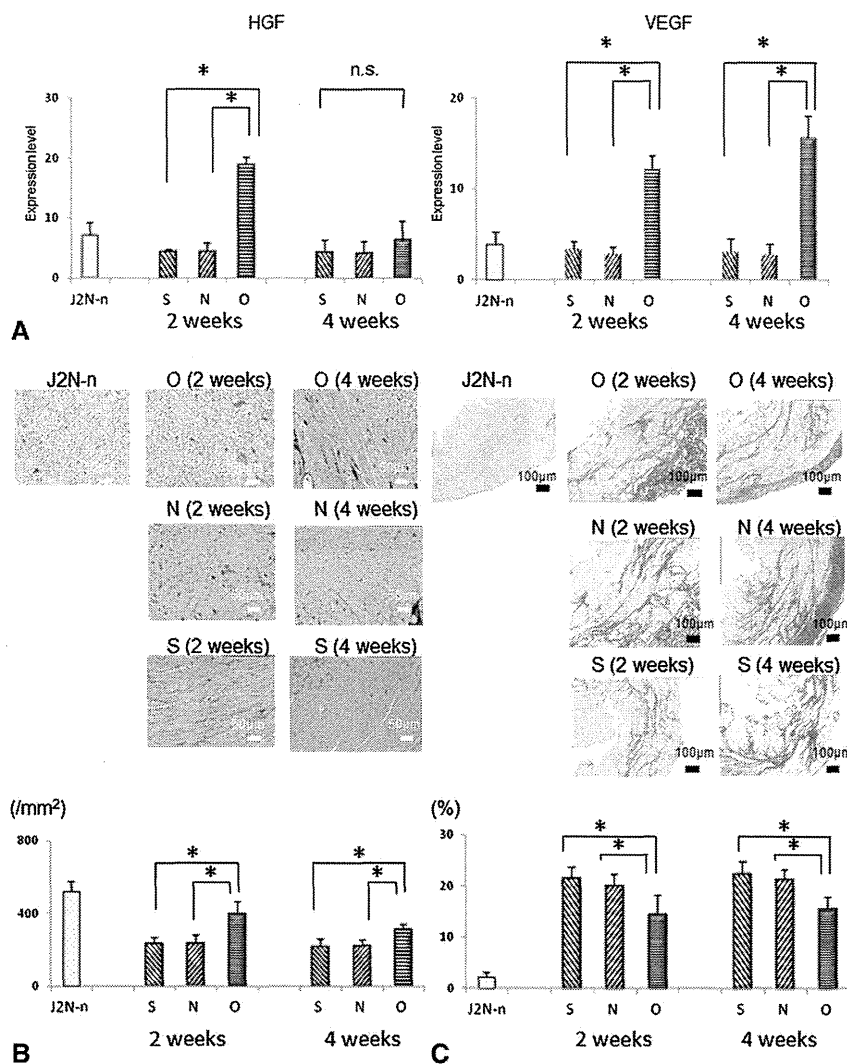 HGF
VEGF
* * n.s. * * * *
30
20
10
0
Expression level
20
10
0
Expression level
J2N-n S N O S N O
2 weeks 4 weeks
J2N-n S N O S N O
2 weeks 4 weeks
A
J2N-n O (2 weeks) O (4 weeks) J2N-n O (2 weeks) O (4 weeks)
100μm 100μm 100μm
N (2 weeks) N (4 weeks) N (2 weeks) N (4 weeks)
100μm 100μm
S (2 weeks) S (4 weeks) S (2 weeks) S (4 weeks)
50μm 50μm 100μm 100μm
(/mm²)
800
400
0
* * * *
J2N-n S N O S N O
2 weeks 4 weeks
B
(%)
30
20
10
0
* * * *
J2N-n S N O S N O
2 weeks 4 weeks
C